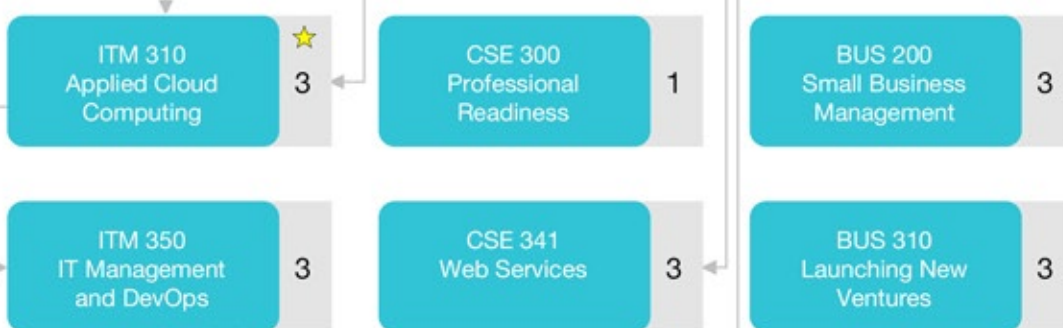 ITM 310
Applied Cloud
Computing
3
CSE 300
Professional
Readiness
1
BUS 200
Small Business
Management
3
ITM 350
IT Management
and DevOps
3
CSE 341
Web Services
3
BUS 310
Launching New
Ventures
3